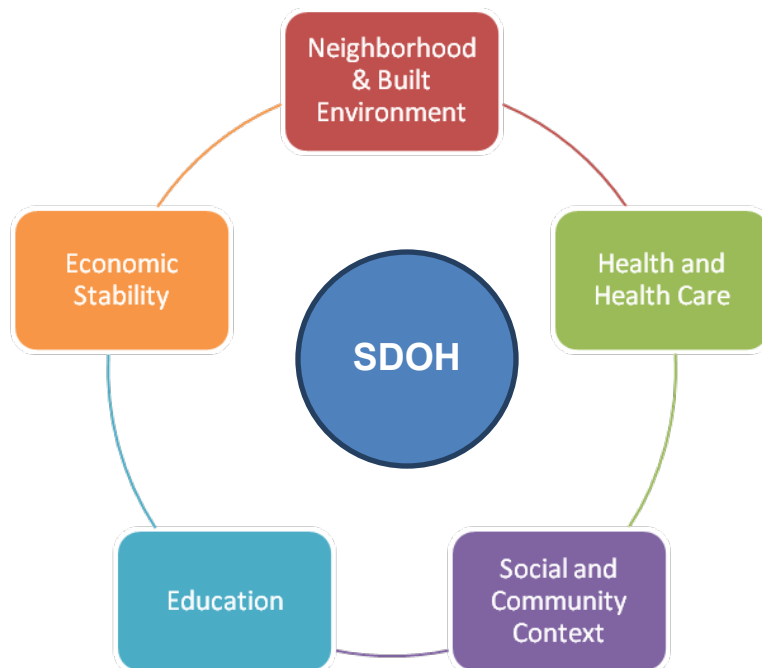 Neighborhood
& Built
Environment
Economic
Stability
Health and
Health Care
SDOH
Education
Social and
Community
Context